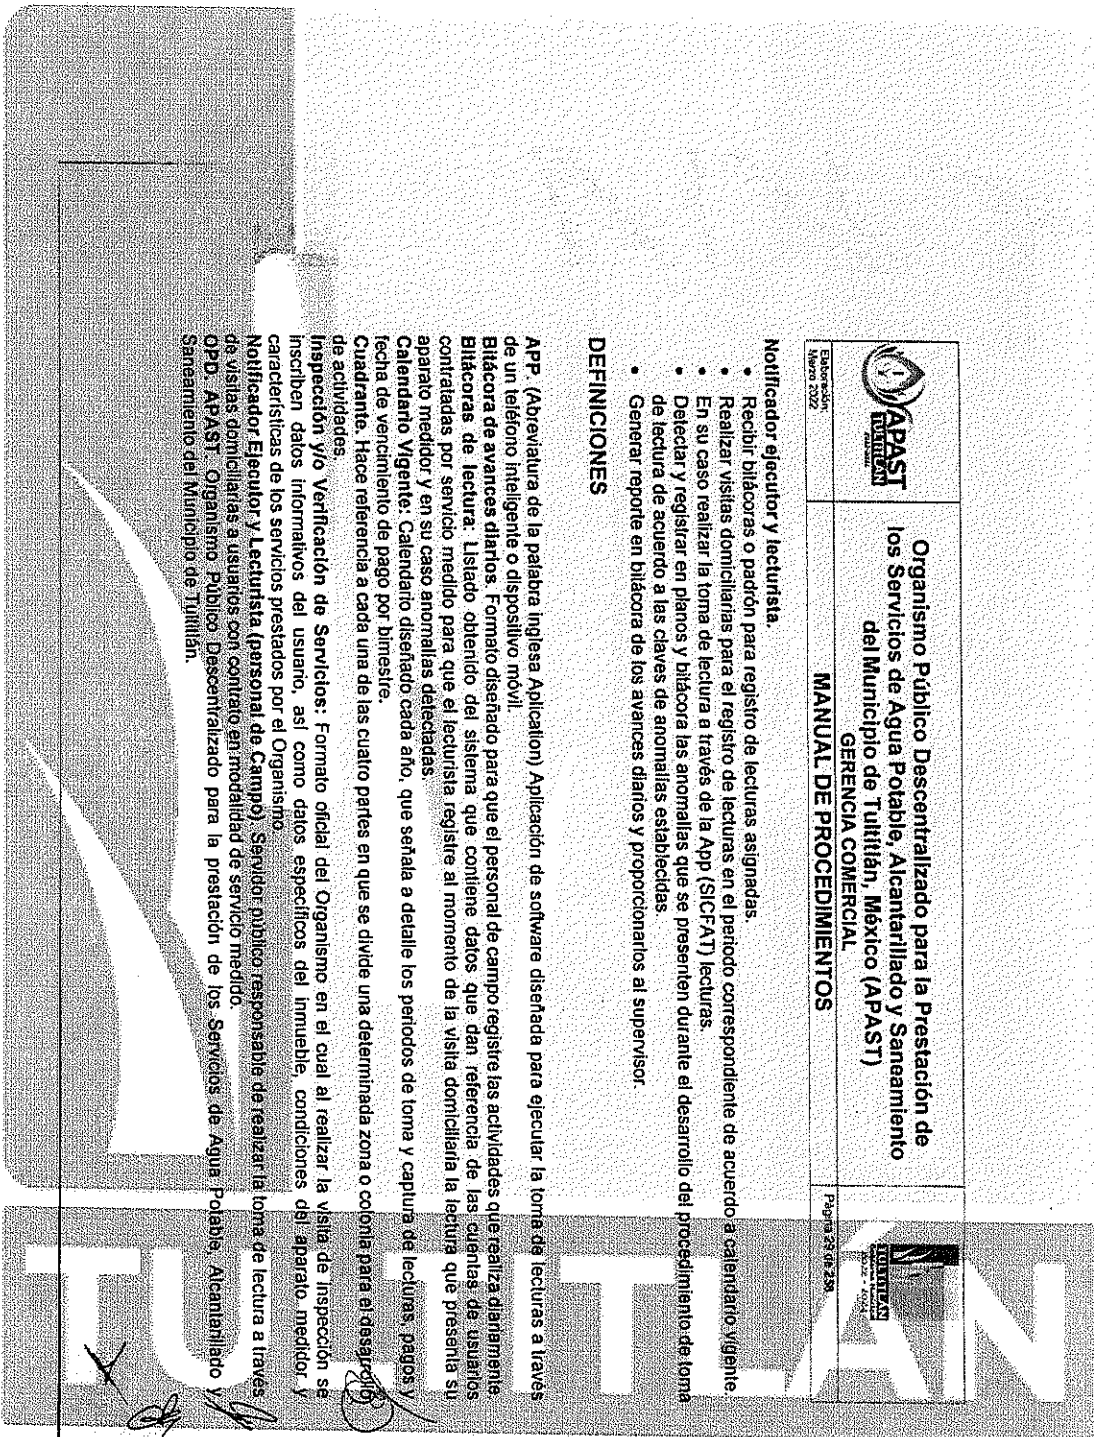 APAST
TULTITLÁN
Organismo Público Descentralizado para la Prestación de
los Servicios de Agua Potable, Alcantarillado y Saneamiento
del Municipio de Tultitlán, México (APAST)
GERENCIA COMERCIAL
MANUAL DE PROCEDIMIENTOS
TULTITLÁN
2022 - 2024
Elaboración:
Marzo 2022
Página 29 de 258
Notificador ejecutor y lecturista.
• Recibir bitácoras o padrón para registro de lecturas asignadas.
• Realizar visitas domiciliarias para el registro de lecturas en el periodo correspondiente de acuerdo a calendario vigente.
• En su caso realizar la toma de lectura a través de la App (SICFAT) lecturas.
• Detectar y registrar en planos y bitácora las anomalías que se presenten durante el desarrollo del procedimiento de toma
de lectura de acuerdo a las claves de anomalías establecidas.
• Generar reporte en bitácora de los avances diarios y proporcionarlos al supervisor.
DEFINICIONES
APP. (Abreviatura de la palabra inglesa Aplication) Aplicación de software diseñada para ejecutar la toma de lecturas a través
de un teléfono inteligente o dispositivo móvil.
Bitácora de avances diarios. Formato diseñado para que el personal de campo registre las actividades que realiza diariamente.
Bitácoras de lectura: Listado obtenido del sistema que contiene datos que dan referencia de las cuentas de usuarios
contratadas por servicio medido para que el lecturista registre al momento de la visita domiciliaria la lectura que presenta su
aparato medidor y en su caso anomalías detectadas.
Calendario Vigente: Calendario diseñado cada año, que señala a detalle los periodos de toma y captura de lecturas, pagos y
fecha de vencimiento de pago por bimestre.
Cuadrante. Hace referencia a cada una de las cuatro partes en que se divide una determinada zona o colonia para el desarrollo
de actividades.
Inspección y/o Verificación de Servicios: Formato oficial del Organismo en el cual al realizar la visita de inspección se
inscriben datos informativos del usuario, así como datos específicos del inmueble, condiciones del aparato medidor y
características de los servicios prestados por el Organismo.
Notificador Ejecutor y Lecturista (personal de Campo). Servidor público responsable de realizar la toma de lectura a través
de visitas domiciliarias a usuarios con contrato en modalidad de servicio medido.
OPD. APAST. Organismo Público Descentralizado para la prestación de los Servicios de Agua Potable, Alcantarillado y
Saneamiento del Municipio de Tultitlán.
TULTITLÁN